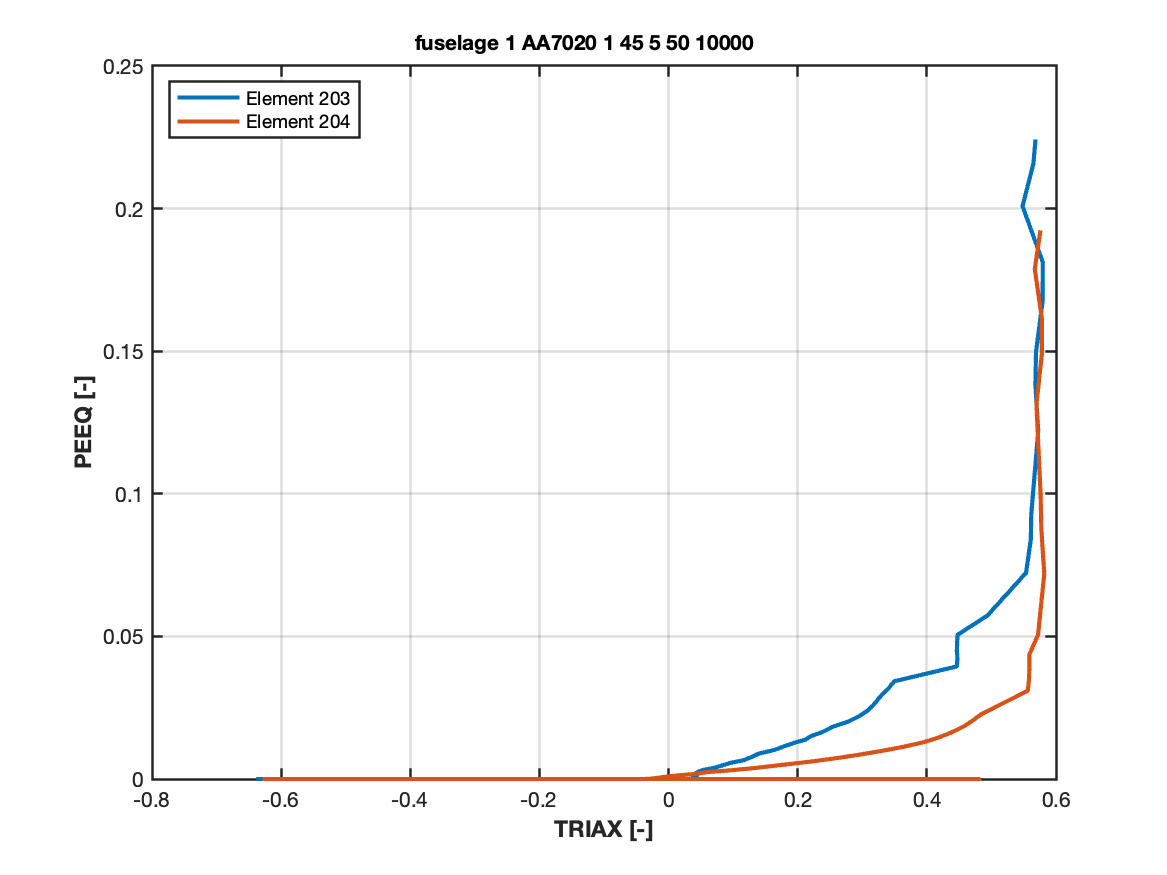 fuselage 1 AA7020 1 45 5 50 10000
Element 203
Element 204
0.25
0.2
0.15
0.1
0.05
0
PEEQ [-]
-0.8 -0.6 -0.4 -0.2 0 0.2 0.4 0.6
TRIAX [-]